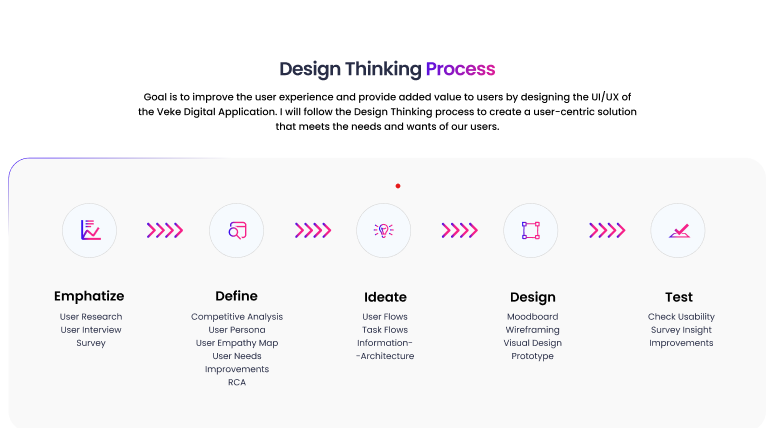 Design Thinking Process
Goal is to improve the user experience and provide added value to users by designing the UI/UX of
the Veke Digital Application. I will follow the Design Thinking process to create a user-centric solution
that meets the needs and wants of our users.
Emphatize
User Research
User Interview
Survey
Define
Competitive Analysis
User Persona
User Empathy Map
User Needs
Improvements
RCA
Ideate
User Flows
Task Flows
Information-
-Architecture
Design
Moodboard
Wireframing
Visual Design
Prototype
Test
Check Usability
Survey Insight
Improvements